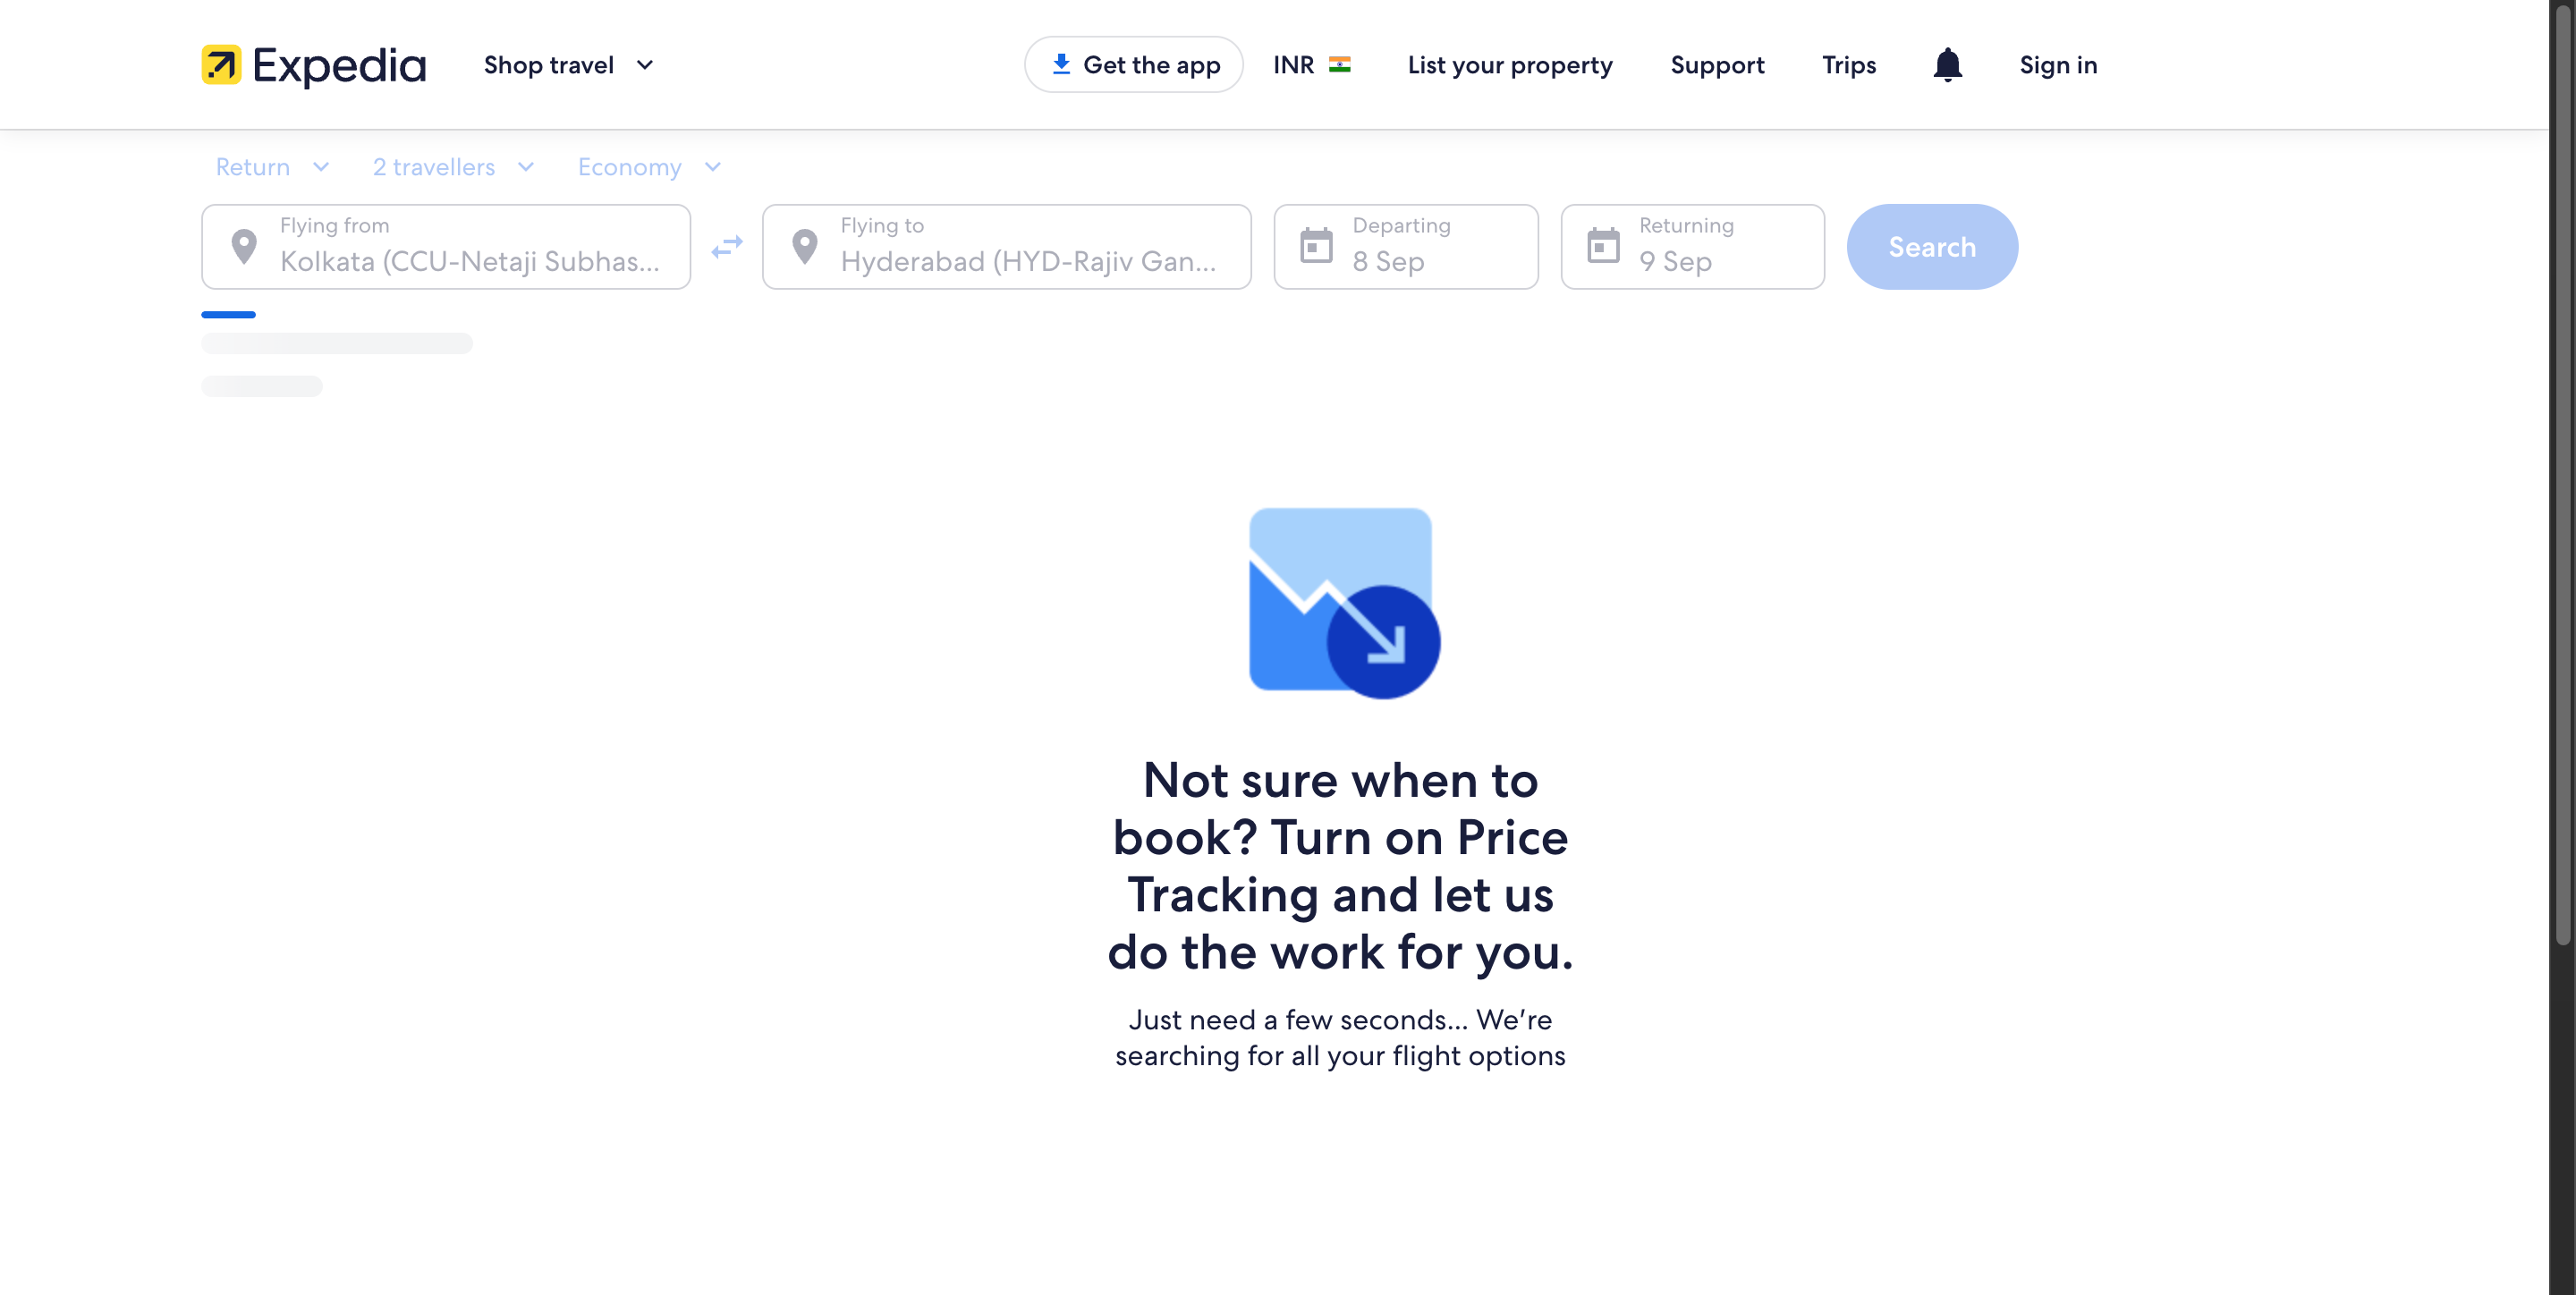 Expedia
Shop travel
Get the app
INR
List your property
Support
Trips
Sign in
Return
2 travellers
Economy
Flying from
Kolkata (CCU-Netaji Subhas...
Flying to
Hyderabad (HYD-Rajiv Gan...
Departing
8 Sep
Returning
9 Sep
Search
Not sure when to
book? Turn on Price
Tracking and let us
do the work for you.
Just need a few seconds... We're
searching for all your flight options